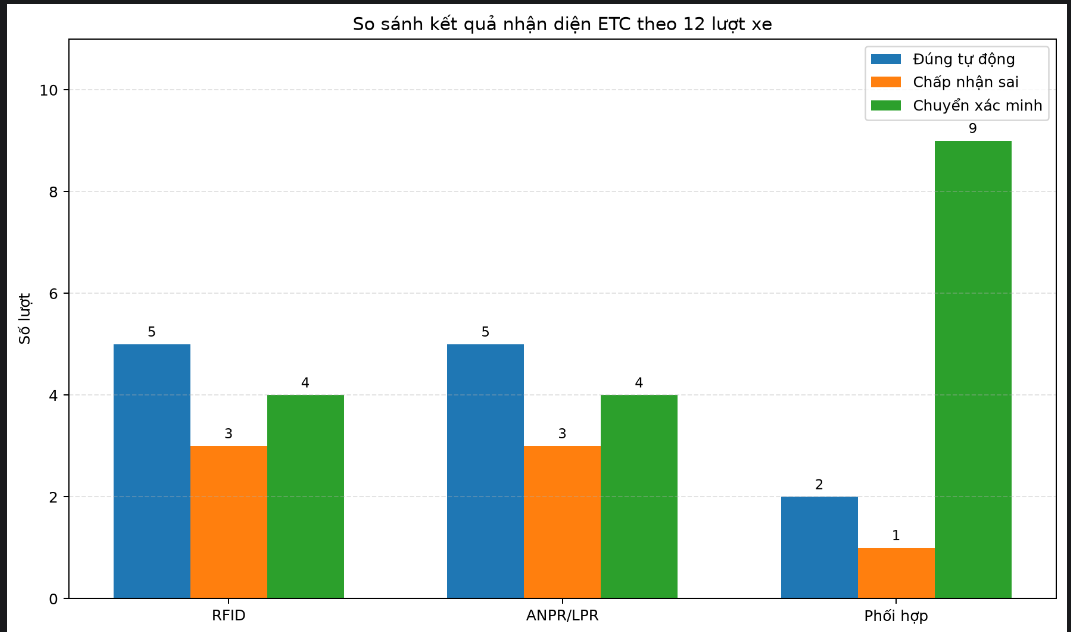 So sánh kết quả nhận diện ETC theo 12 lượt xe
Đúng tự động
Chấp nhận sai
Chuyển xác minh
Số lượt
10
8
6
4
2
0
5
3
4
5
3
4
2
1
9
RFID
ANPR/LPR
Phối hợp